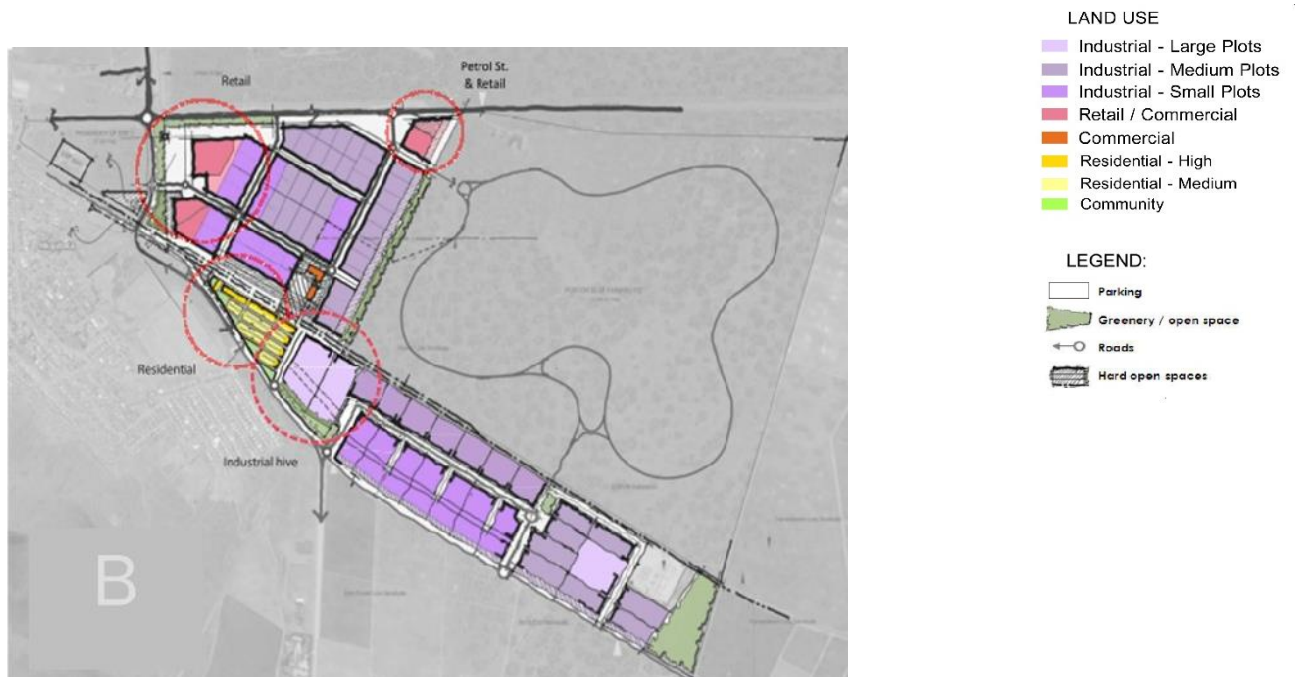 LAND USE
Industrial - Large Plots
Industrial - Medium Plots
Industrial - Small Plots
Retail / Commercial
Commercial
Residential - High
Residential - Medium
Community
LEGEND:
Parking
Greenery / open space
Roads
Hard open spaces
Petrol St.
& Retail
Retail
Residential
Industrial hive
B